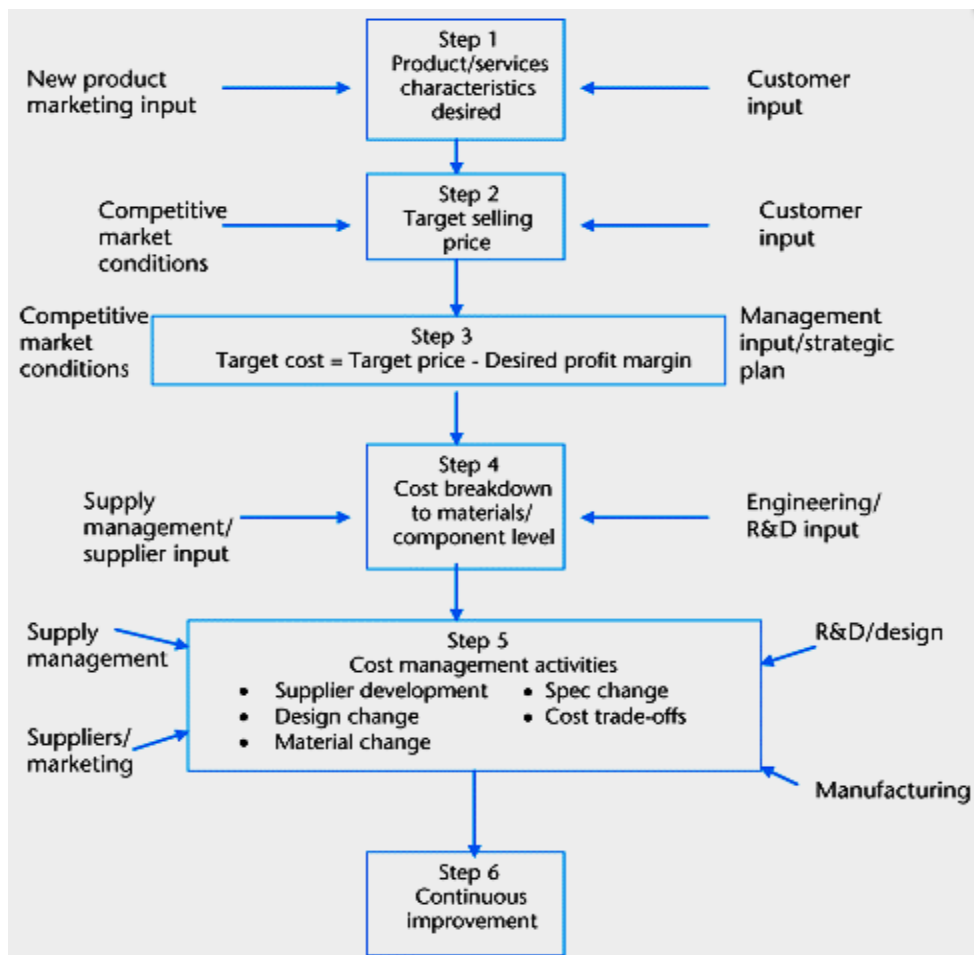 Step 1
Product/services
characteristics
desired
New product
marketing input
Customer
input
Step 2
Target selling
price
Competitive
market
conditions
Customer
input
Competitive
market
conditions
Step 3
Target cost = Target price - Desired profit margin
Management
input/strategic
plan
Step 4
Cost breakdown
to materials/
component level
Supply
management/
supplier input
Engineering/
R&D input
Supply
management
Suppliers/
marketing
Step 5
Cost management activities
• Supplier development
• Design change
• Material change
• Spec change
• Cost trade-offs
R&D/design
Manufacturing
Step 6
Continuous
improvement